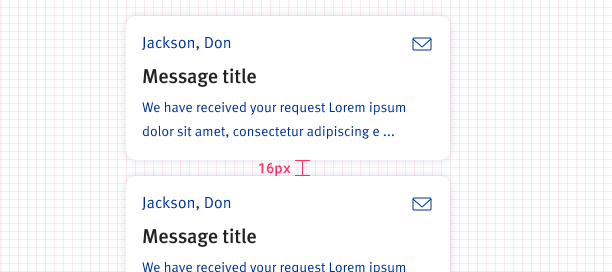 Jackson, Don
Message title
We have received your request Lorem ipsum
dolor sit amet, consectetur adipiscing e ...
16px
Jackson, Don
Message title
We have received your request Lorem ipsum